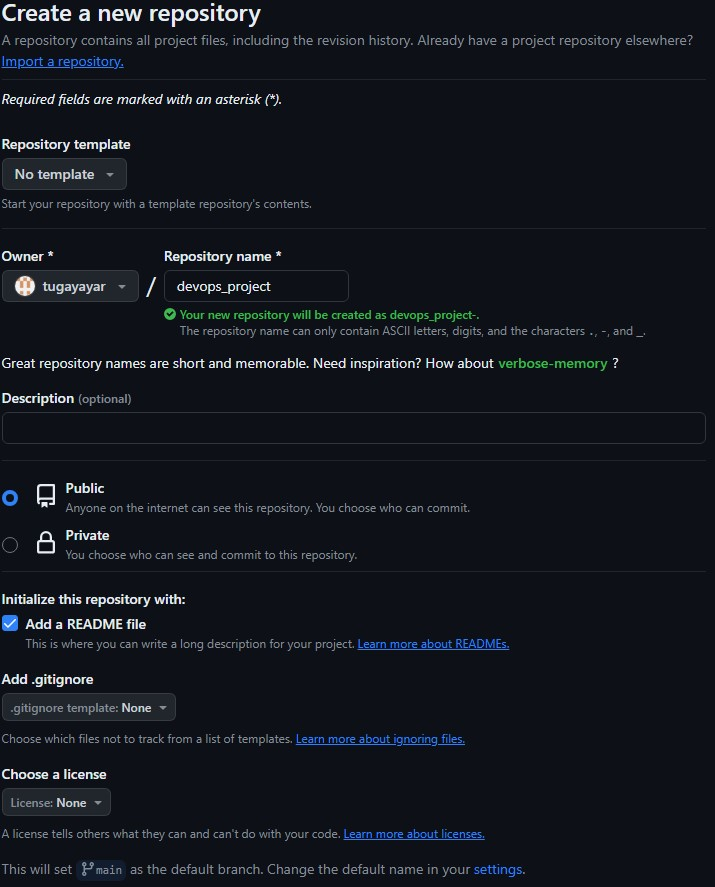 Create a new repository
A repository contains all project files, including the revision history. Already have a project repository elsewhere?
Import a repository.
Required fields are marked with an asterisk (*).
Repository template
No template
Start your repository with a template repository's contents.
Owner *
Repository name *
tugayayar
/
devops_project
Your new repository will be created as devops_project-.
The repository name can only contain ASCII letters, digits, and the characters ., -, and _.
Great repository names are short and memorable. Need inspiration? How about verbose-memory ?
Description (optional)
Public
Anyone on the internet can see this repository. You choose who can commit.
Private
You choose who can see and commit to this repository.
Initialize this repository with:
Add a README file
This is where you can write a long description for your project. Learn more about READMEs.
Add .gitignore
.gitignore template: None
Choose which files not to track from a list of templates. Learn more about ignoring files.
Choose a license
License: None
A license tells others what they can and can't do with your code. Learn more about licenses.
This will set main as the default branch. Change the default name in your settings.